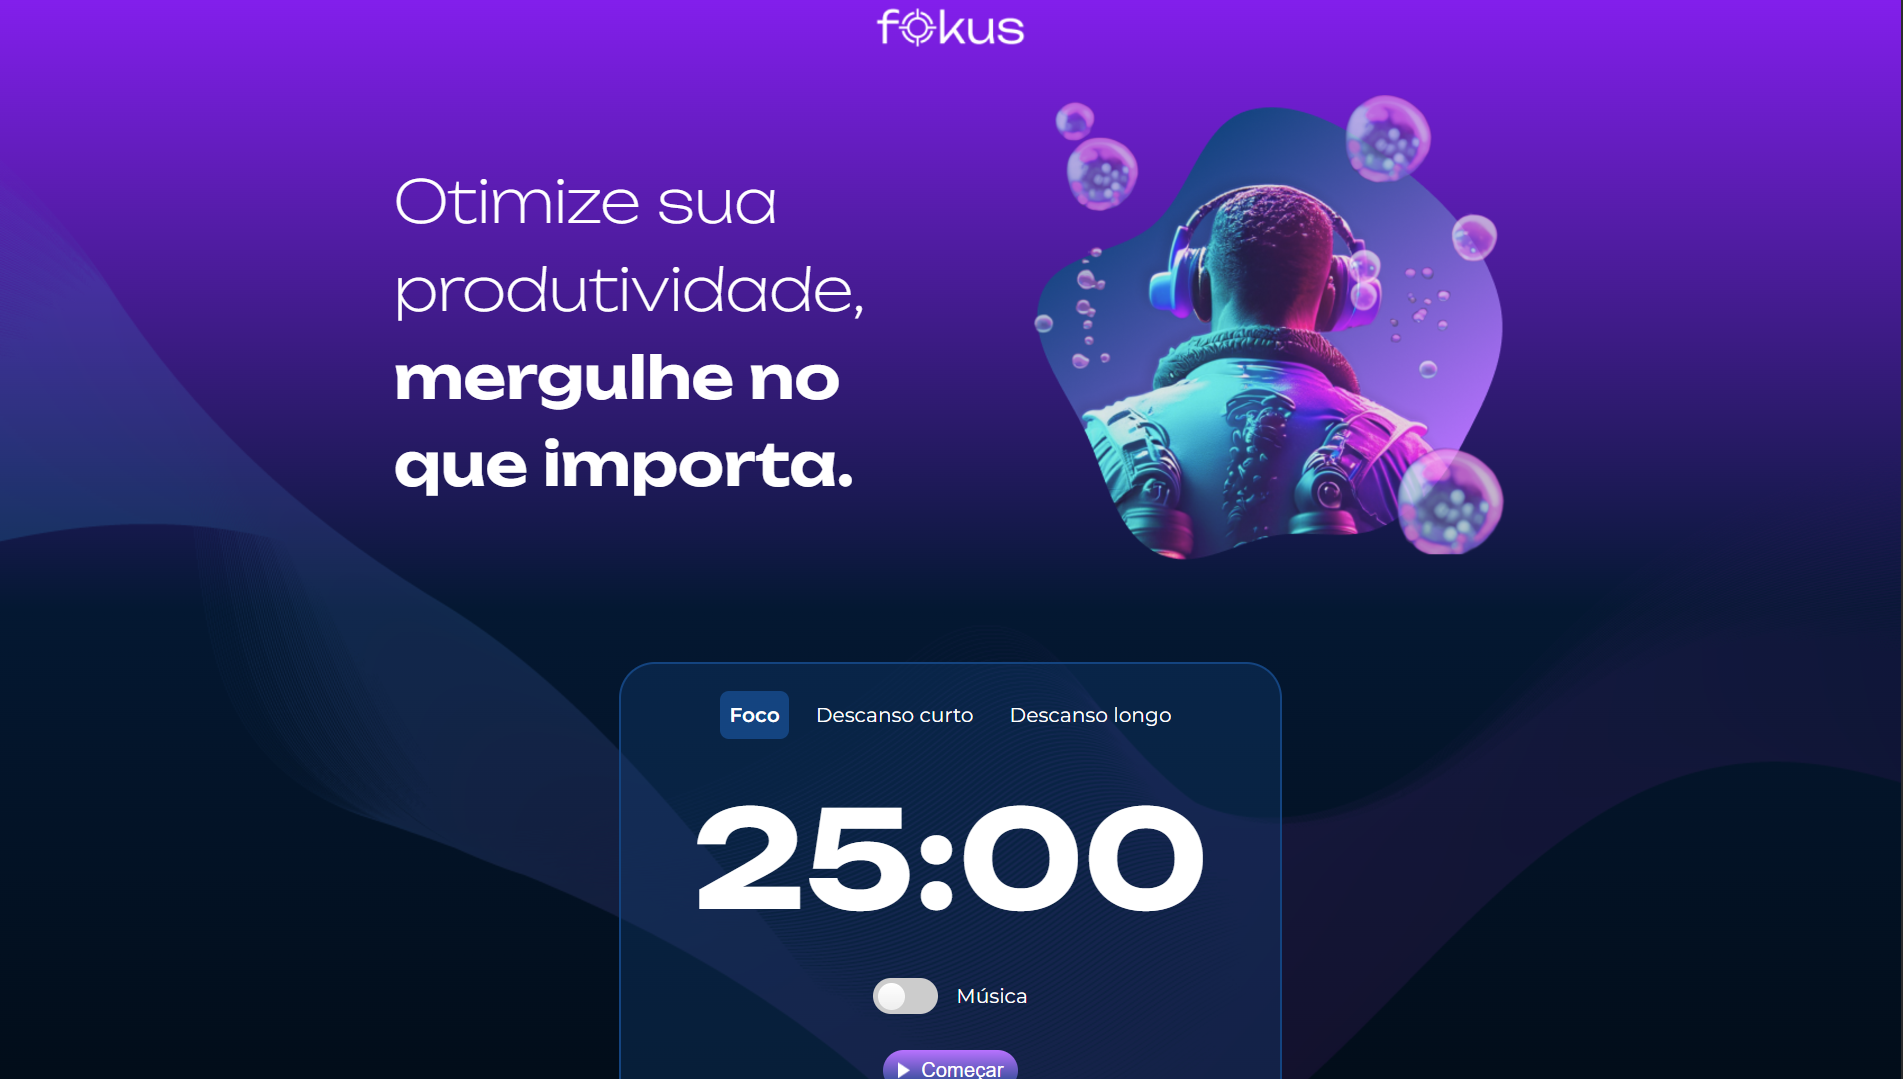 fokus
Otimize sua
produtividade,
mergulhe no
que importa.
Foco Descanso curto Descanso longo
25:00
Música
Começar